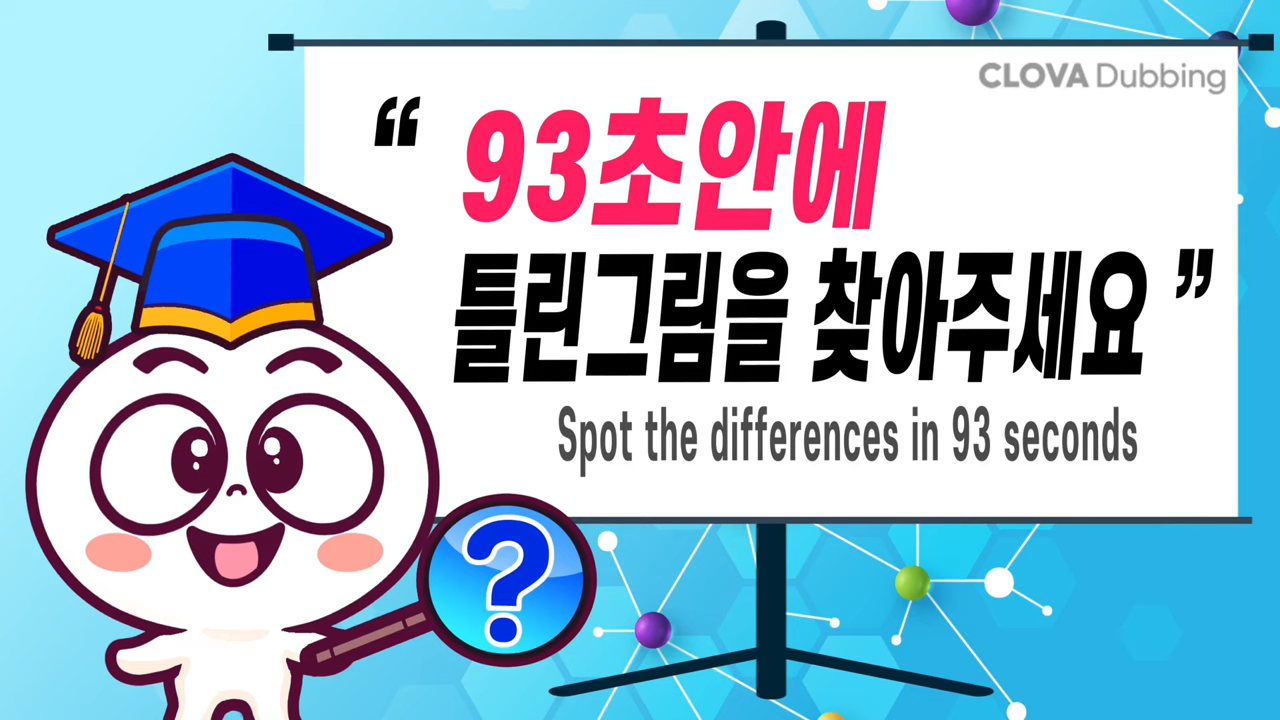 CLOVA Dubbing
“ 93초안에
틀린그림을 찾아주세요 ”
Spot the differences in 93 seconds
?